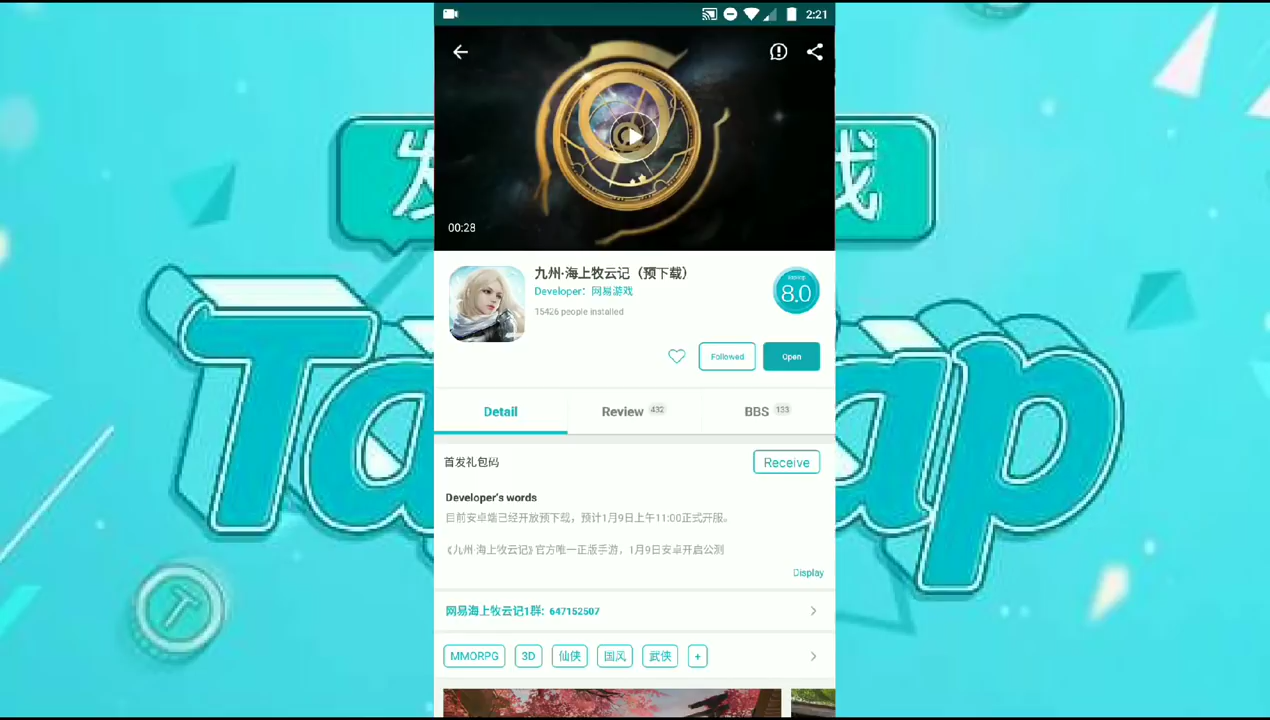 2:21
00:28
九州·海上牧云记（预下载）
Developer：网易游戏
15426 people installed
8.0
Followed
Open
Detail
Review 432
BBS 133
首发礼包码
Receive
Developer's words
目前安卓端已经开放预下载，预计1月9日上午11:00正式开服。
《九州·海上牧云记》官方唯一正版手游，1月9日安卓开启公测
Display
网易海上牧云记1群: 647152507
MMORPG
3D
仙侠
国风
武侠
+
发
戏
Ta
ap